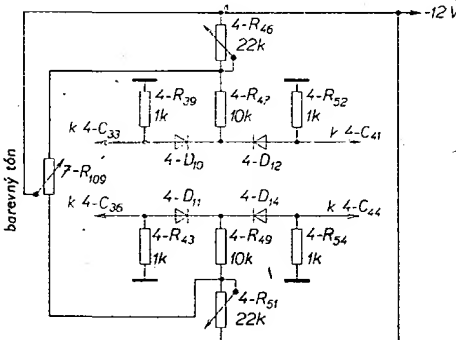 -12 V
4-R46
22k
4-R39
1k
4-R47
10k
4-R52
1k
k 4-C33
k 4-C41
4-D10
4-D12
barevný tón
7-R109
4-D11
4-D14
k 4-C36
k 4-C44
4-R43
1k
4-R49
10k
4-R54
1k
4-R51
22k